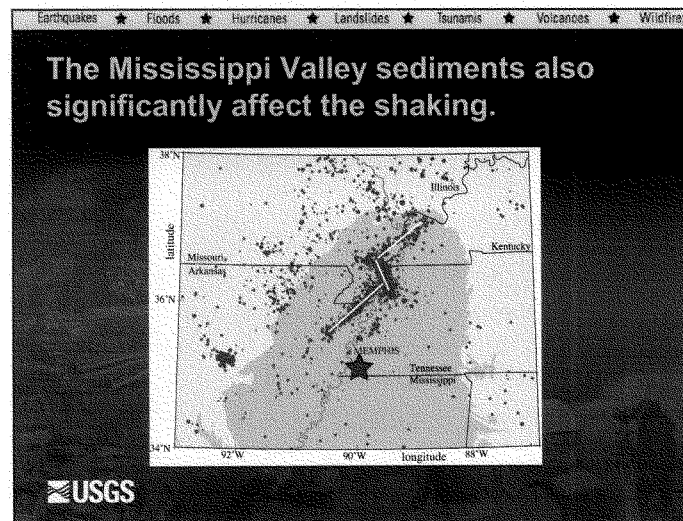 Earthquakes ★ Floods ★ Hurricanes ★ Landslides ★ Tsunamis ★ Volcanoes ★ Wildfire
The Mississippi Valley sediments also
significantly affect the shaking.
38°N
Illinois
latitude
Missouri
Kentucky
Arkansas
36°N
MEMPHIS
Tennessee
Mississippi
34°N
92°W
90°W
longitude
88°W
USGS